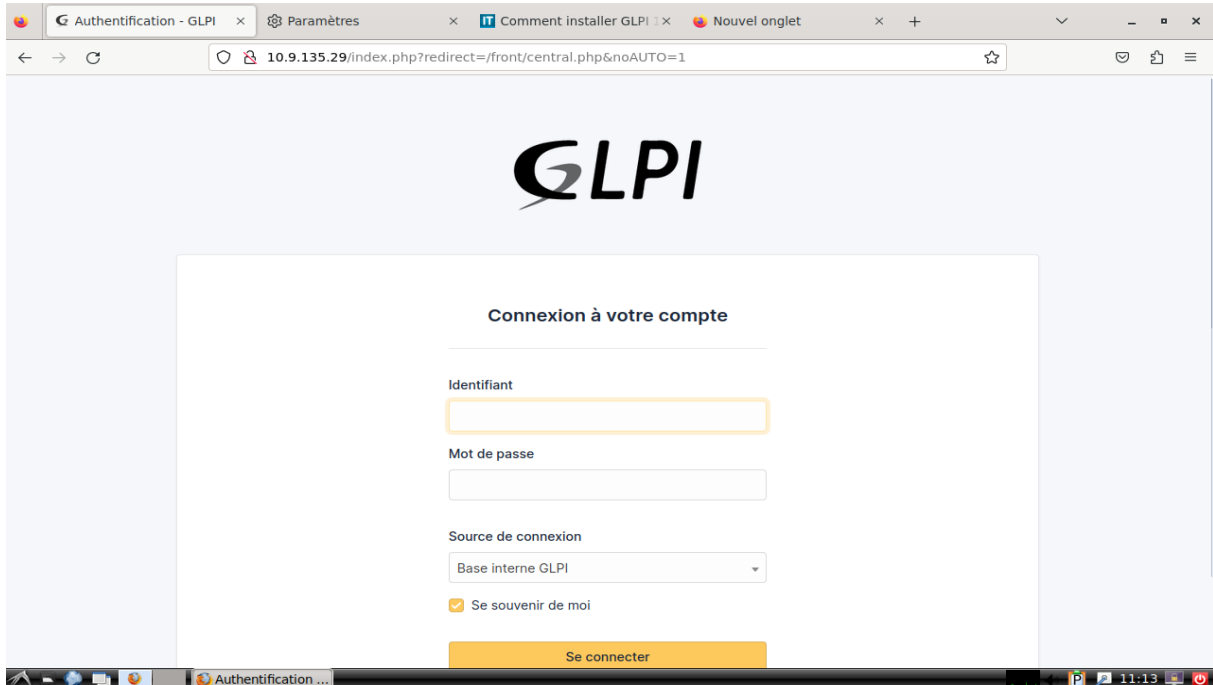 Authentification - GLPI
Paramètres
Comment installer GLPI
Nouvel onglet
10.9.135.29/index.php?redirect=/front/central.php&noAUTO=1
GLPI
Connexion à votre compte
Identifiant
Mot de passe
Source de connexion
Base interne GLPI
Se souvenir de moi
Se connecter
Authentification ...
11:13